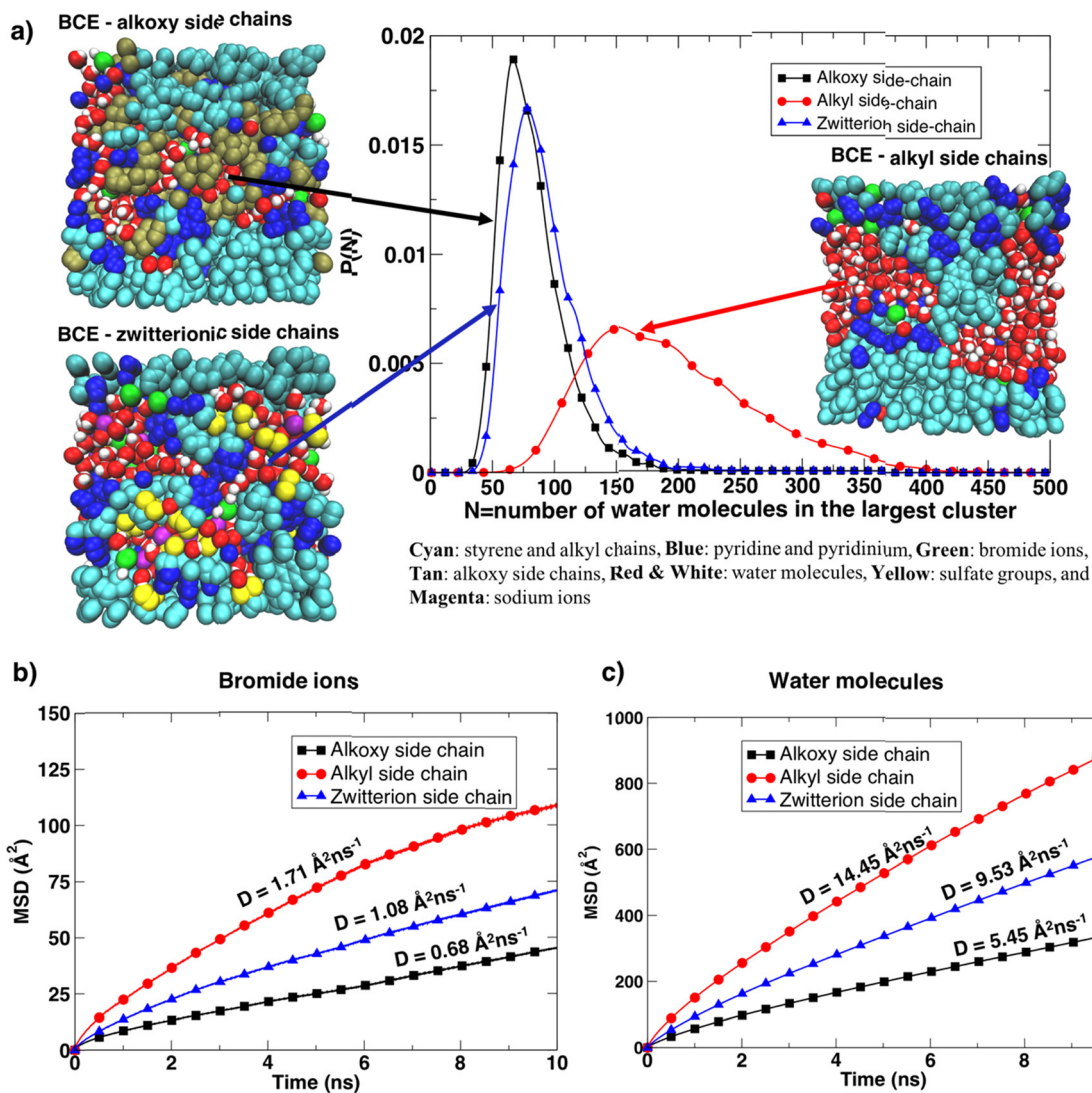 a)
BCE - alkoxy side chains
BCE - zwitterionic side chains
0.02
0.015
0.01
0.005
0
P(N)
Alkoxy side-chain
Alkyl side-chain
Zwitterion side-chain
BCE - alkyl side chains
0 50 100 150 200 250 300 350 400 450 500
N=number of water molecules in the largest cluster
Cyan: styrene and alkyl chains, Blue: pyridine and pyridinium, Green: bromide ions,
Tan: alkoxy side chains, Red & White: water molecules, Yellow: sulfate groups, and
Magenta: sodium ions
b)
Bromide ions
150
125
100
75
50
25
0
MSD (Å²)
Alkoxy side chain
Alkyl side chain
Zwitterion side chain
D = 1.71 Å²ns⁻¹
D = 1.08 Å²ns⁻¹
D = 0.68 Å²ns⁻¹
0 2 4 6 8 10
Time (ns)
c)
Water molecules
1000
800
600
400
200
0
MSD (Å²)
Alkoxy side chain
Alkyl side chain
Zwitterion side chain
D = 14.45 Å²ns⁻¹
D = 9.53 Å²ns⁻¹
D = 5.45 Å²ns⁻¹
0 2 4 6 8
Time (ns)